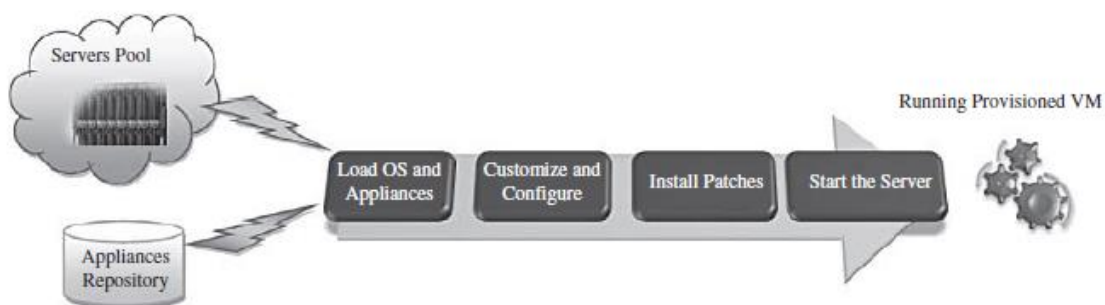 Servers Pool
Appliances
Repository
Load OS and
Appliances
Customize and
Configure
Install Patches
Start the Server
Running Provisioned VM